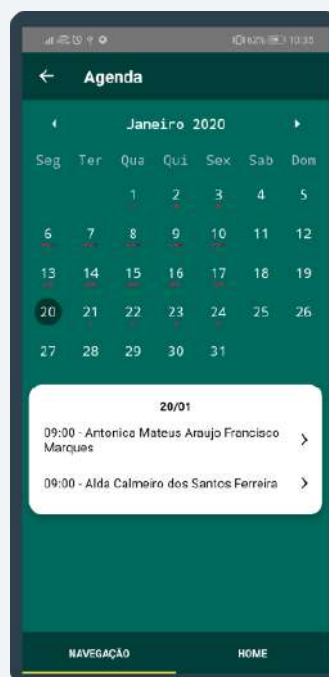 62% 10:35
Agenda
Janeiro 2020
Seg Ter Qua Qui Sex Sab Dom
1 2 3 4 5
6 7 8 9 10 11 12
13 14 15 16 17 18 19
20 21 22 23 24 25 26
27 28 29 30 31
20/01
09:00 - Antonica Mateus Araujo Francisco
Marques
09:00 - Alda Calmeiro dos Santos Ferreira
NAVEGAÇÃO HOME